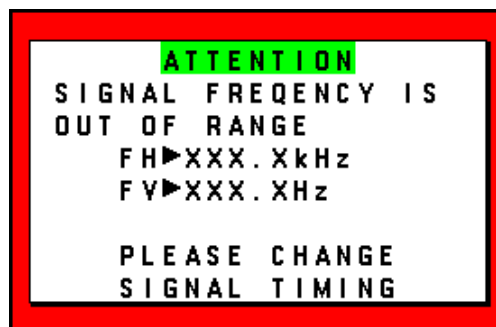 ATTENTION
SIGNAL FREQENCY IS
OUT OF RANGE
FH▶XXX.XkHz
FV▶XXX.XHz
PLEASE CHANGE
SIGNAL TIMING